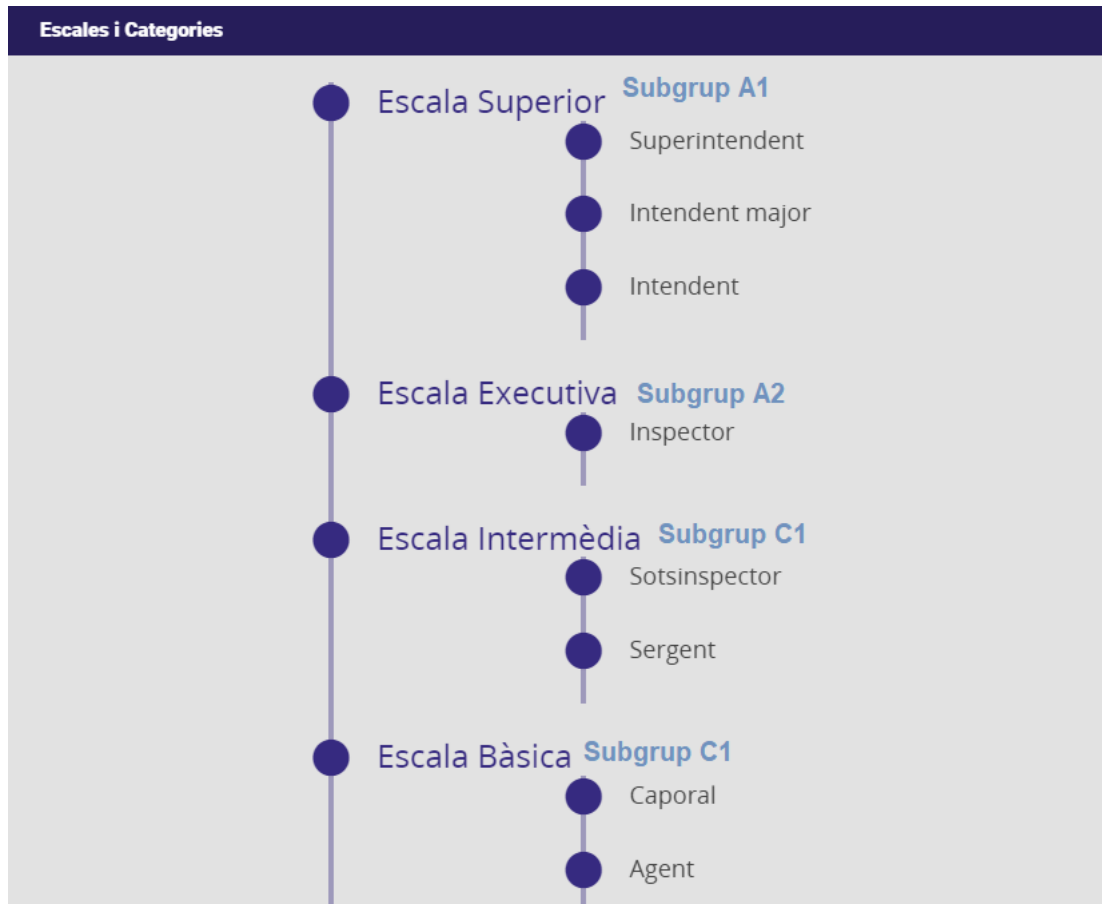 Escales i Categories
Escala Superior Subgrup A1
Superintendent
Intendent major
Intendent
Escala Executiva Subgrup A2
Inspector
Escala Intermèdia Subgrup C1
Sotsinspector
Sergent
Escala Bàsica Subgrup C1
Caporal
Agent